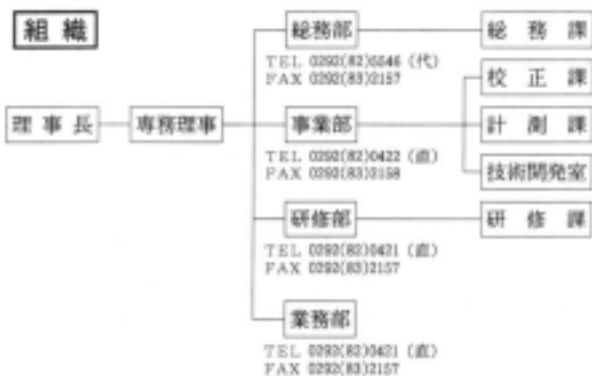 組織
総務部
総務課
TEL 0292(82)5546 (代)
FAX 0292(83)2157
校正課
理事長
専務理事
事業部
計測課
TEL 0292(82)0422 (直)
FAX 0292(83)2158
技術開発室
研修部
研修課
TEL 0292(82)0421 (直)
FAX 0292(83)2157
業務部
TEL 0292(82)0421 (直)
FAX 0292(83)2157